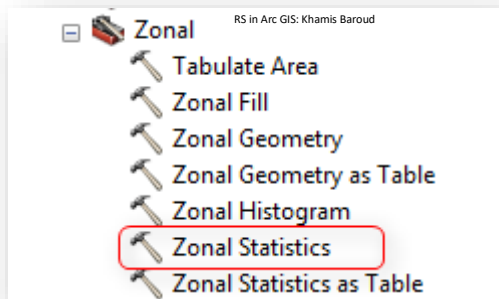 RS in Arc GIS: Khamis Baroud
Zonal
Tabulate Area
Zonal Fill
Zonal Geometry
Zonal Geometry as Table
Zonal Histogram
Zonal Statistics
Zonal Statistics as Table